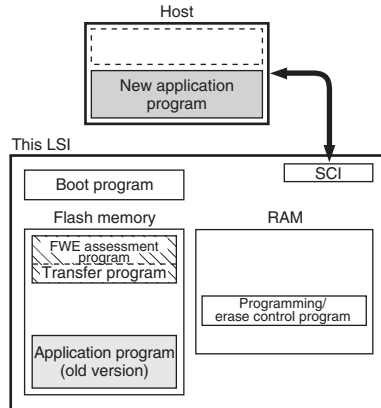 Host
New application
program
This LSI
SCI
Boot program
Flash memory
RAM
FWE assessment
program
Transfer program
Programming/
erase control program
Application program
(old version)